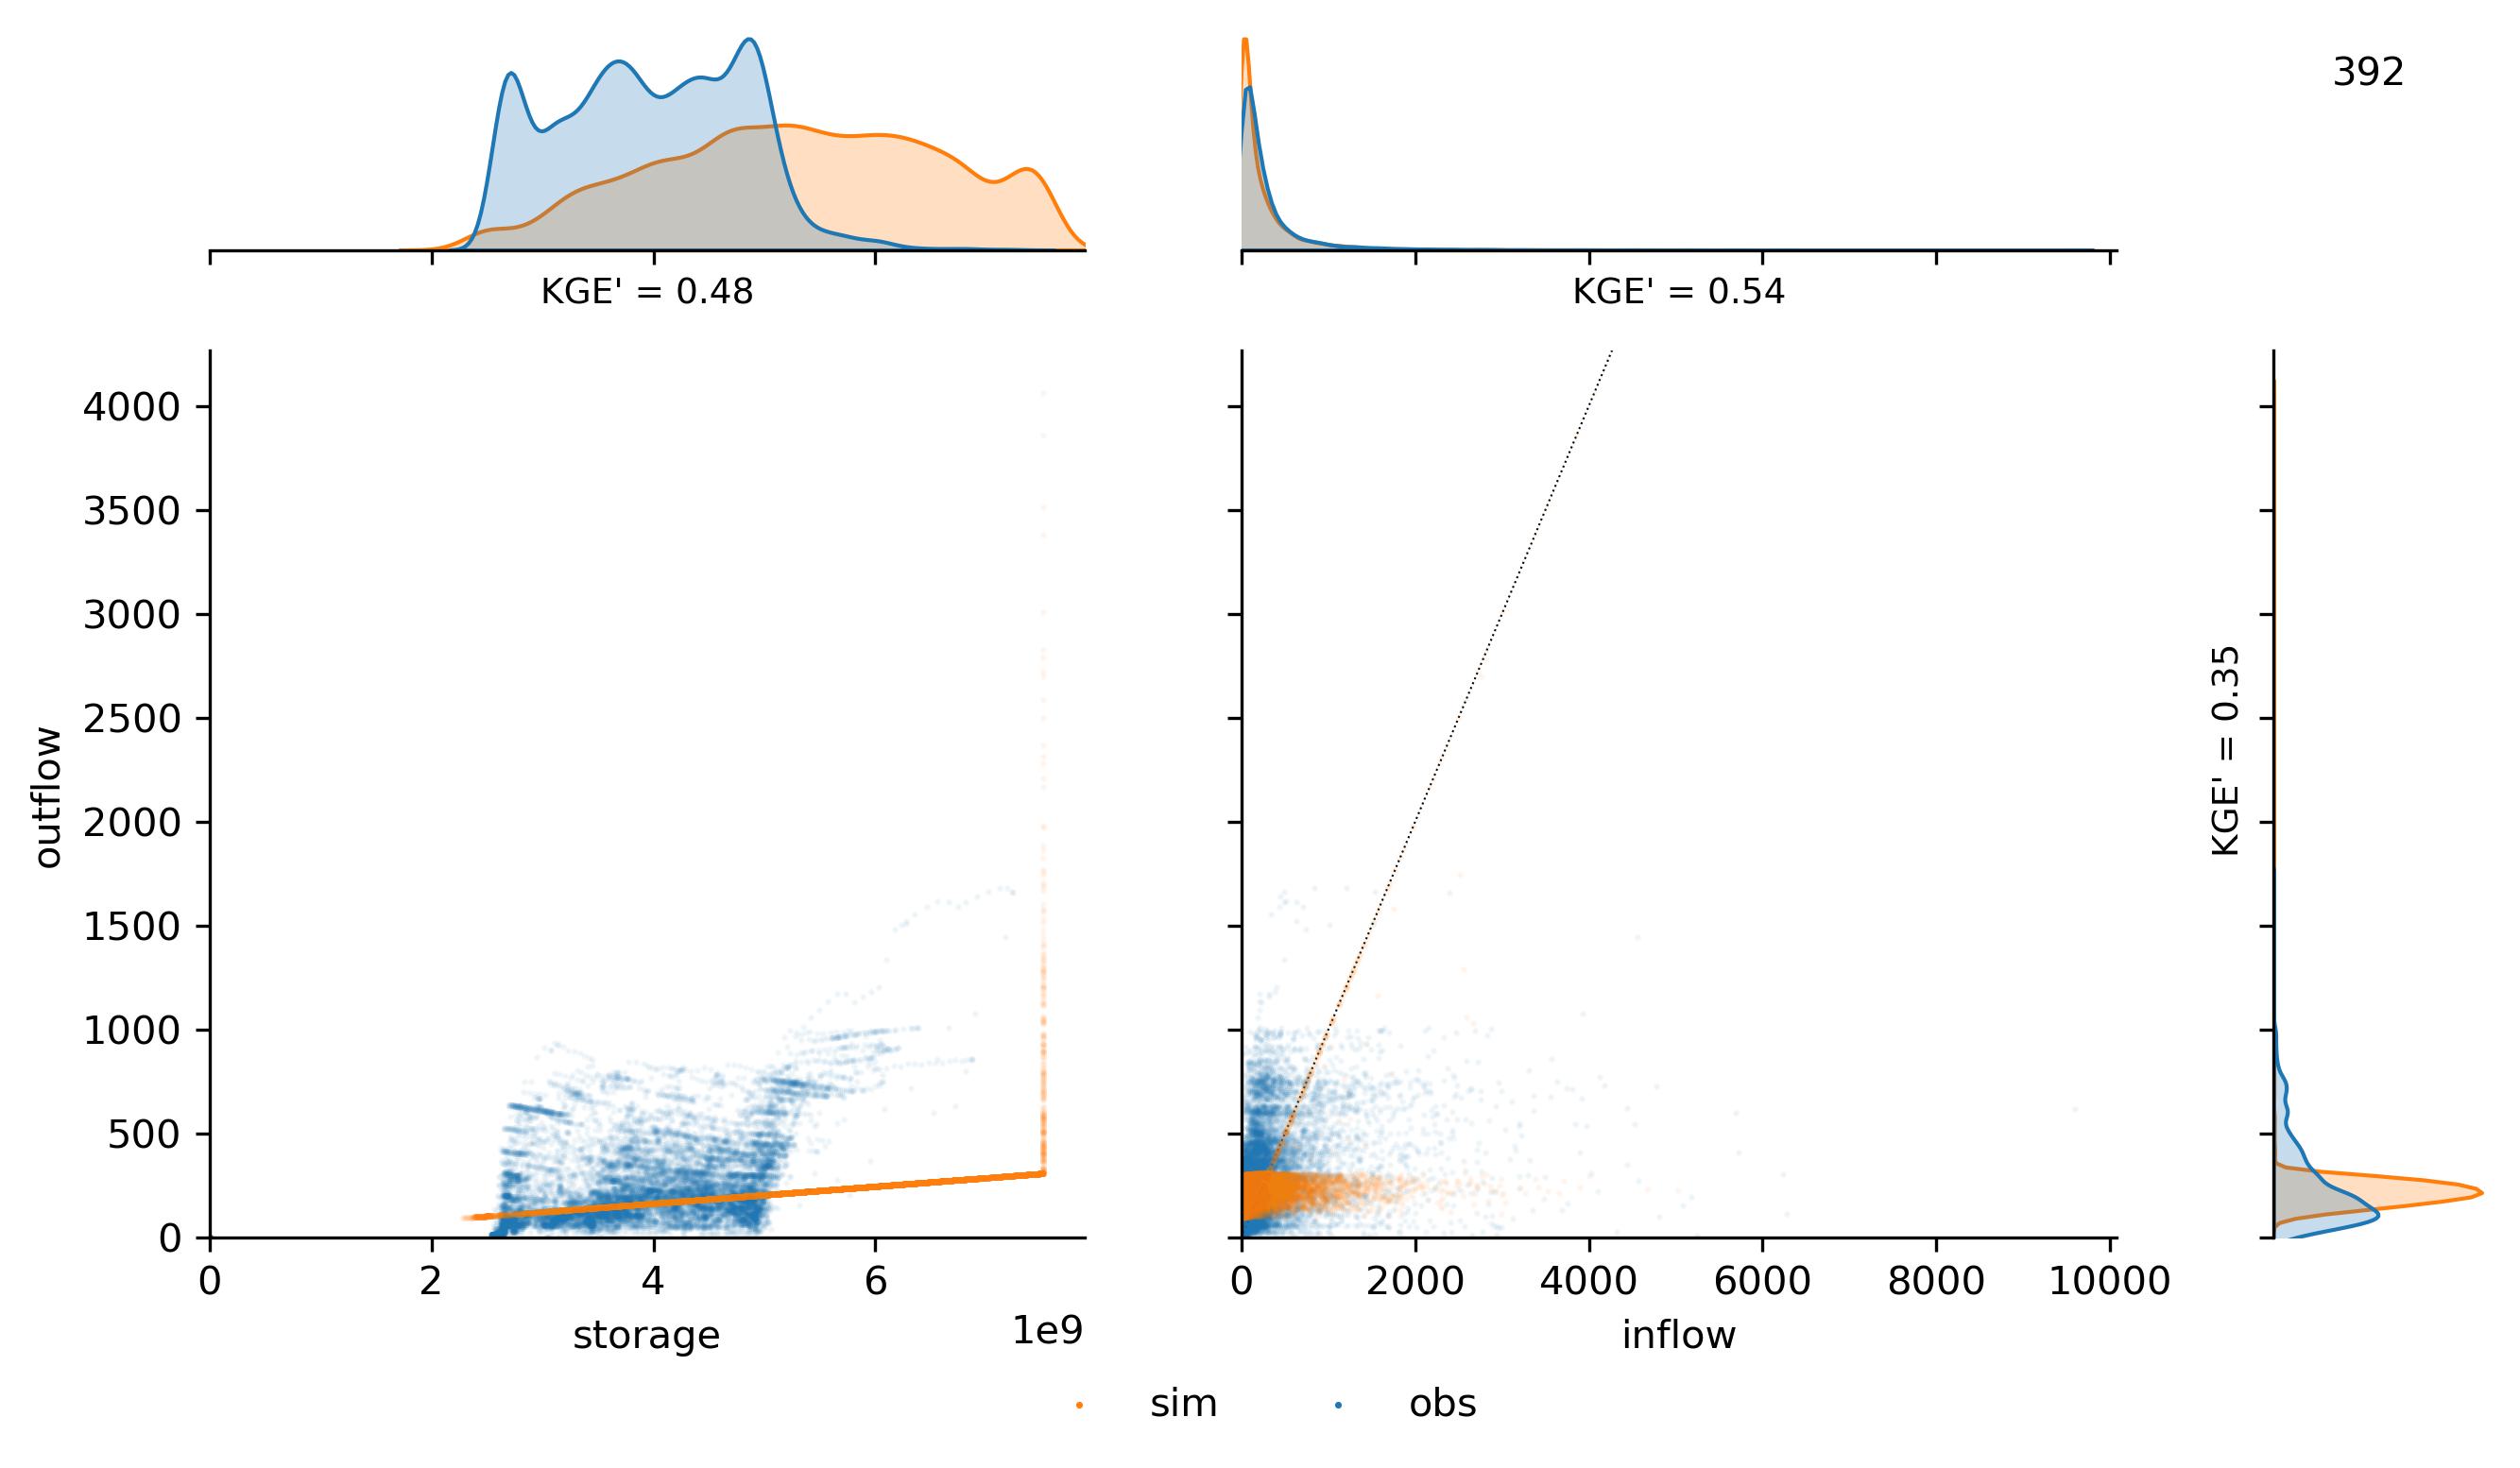 392
KGE' = 0.48
KGE' = 0.54
4000
3500
3000
2500
2000
1500
1000
500
0
outflow
KGE' = 0.35
0 2 4 6
0 2000 4000 6000 8000 10000
1e9
storage
inflow
sim obs